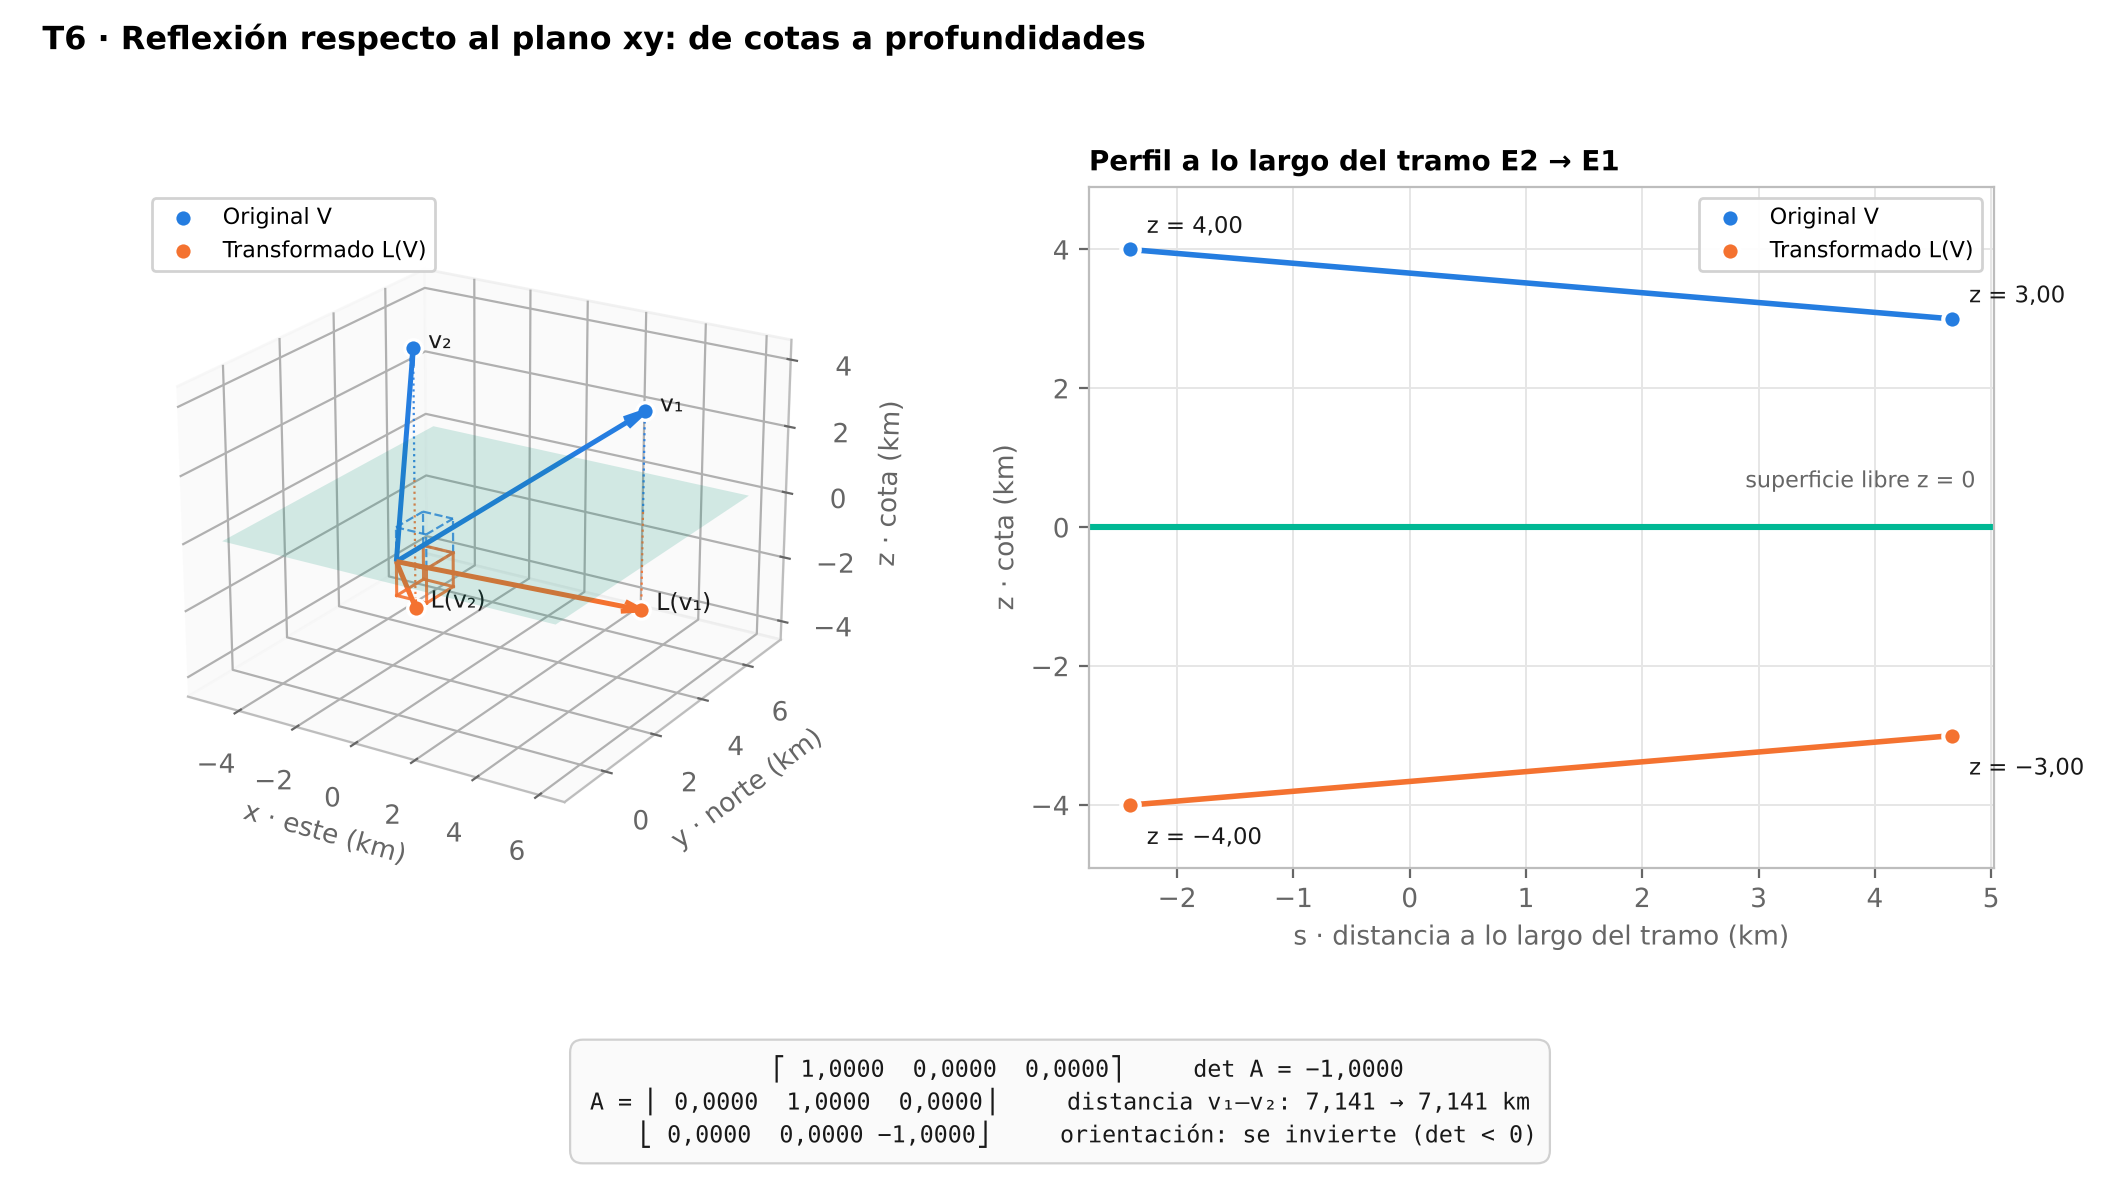 T6 · Reflexión respecto al plano xy: de cotas a profundidades
Original V
Transformado L(V)
v₂
v₁
L(v₂)
L(v₁)
4
2
0
−2
−4
z · cota (km)
−4
−2
0
2
4
6
x · este (km)
0
2
4
6
y · norte (km)
Perfil a lo largo del tramo E2 → E1
Original V
Transformado L(V)
z = 4,00
z = 3,00
superficie libre z = 0
z = −3,00
z = −4,00
4
2
0
−2
−4
z · cota (km)
−2
−1
0
1
2
3
4
5
s · distancia a lo largo del tramo (km)
⎡ 1,0000 0,0000 0,0000⎤ det A = −1,0000
A = ⎢ 0,0000 1,0000 0,0000⎥ distancia v₁–v₂: 7,141 → 7,141 km
⎣ 0,0000 0,0000 −1,0000⎦ orientación: se invierte (det < 0)